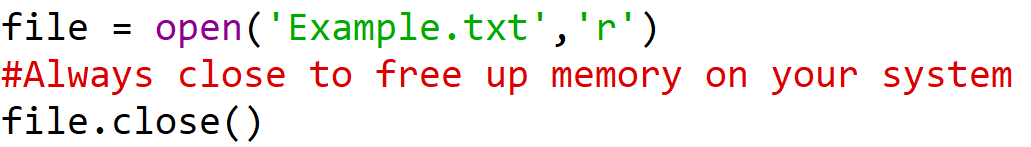 file = open('Example.txt','r')
#Always close to free up memory on your system
file.close()